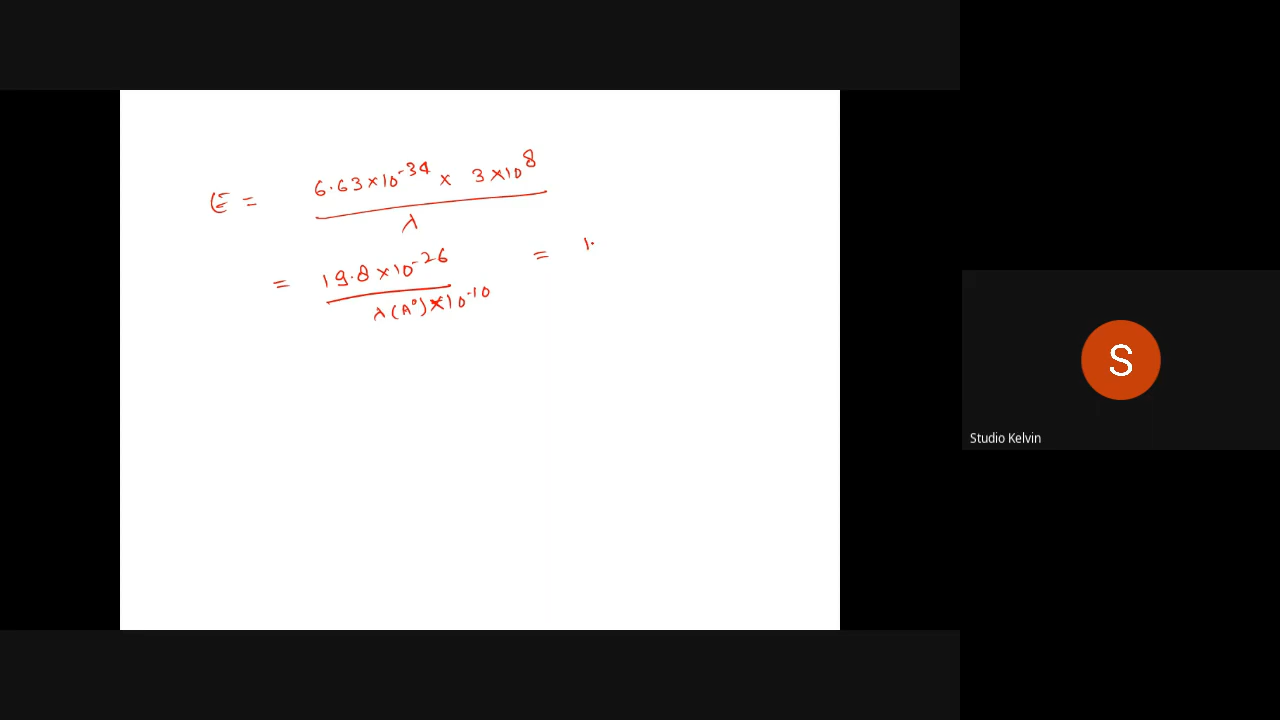 E = 6.63×10⁻³⁴ × 3×10⁸
λ
= 19.8×10⁻²⁶ = 1.
λ(A°)×10⁻¹⁰
S
Studio Kelvin